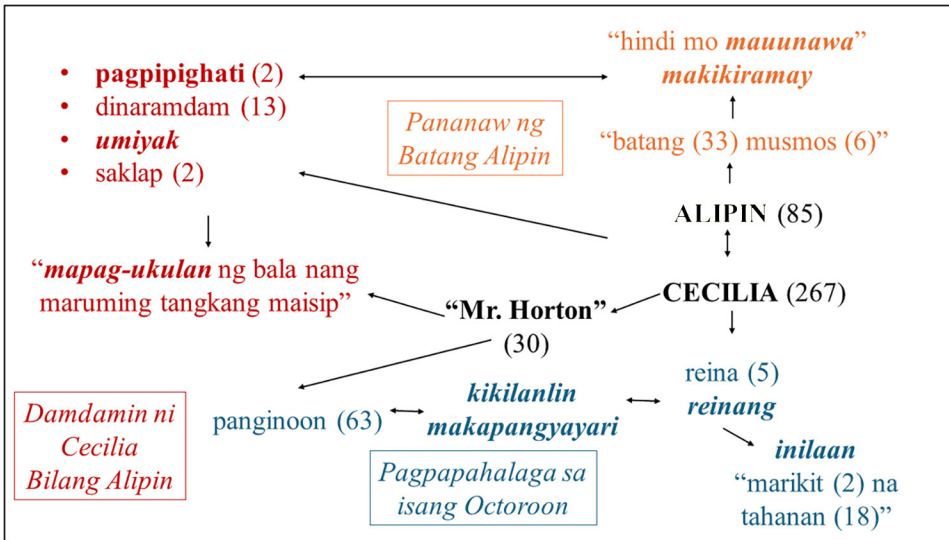 • pagpipighati (2)
• dinaramdam (13)
• umiyak
• saklap (2)
“hindi mo mauunawa”
makikiramay
Pananaw ng
Batang Alipin
“batang (33) musmos (6)”
ALIPIN (85)
“mapag-ukulan ng bala nang
maruming tangkang maisip”
“Mr. Horton”
(30)
CECILIA (267)
Damdamin ni
Cecilia
Bilang Alipin
panginoon (63)
kikilanlin
makapangyayari
reina (5)
reinang
Pagpapahalaga sa
isang Octoroon
inilaan
“marikit (2) na
tahanan (18)”